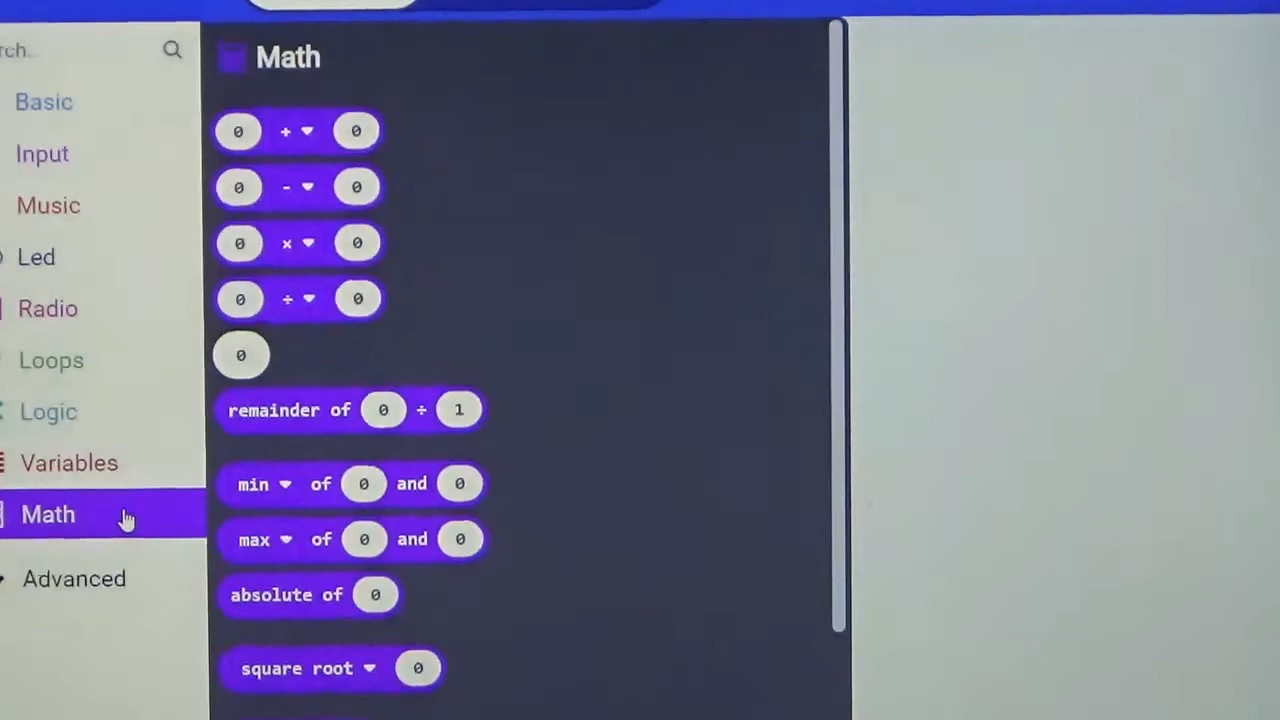 rch..
Basic
Input
Music
Led
Radio
Loops
Logic
Variables
Math
Advanced
Math
0 + 0
0 - 0
0 × 0
0 ÷ 0
0
remainder of 0 ÷ 1
min of 0 and 0
max of 0 and 0
absolute of 0
square root 0